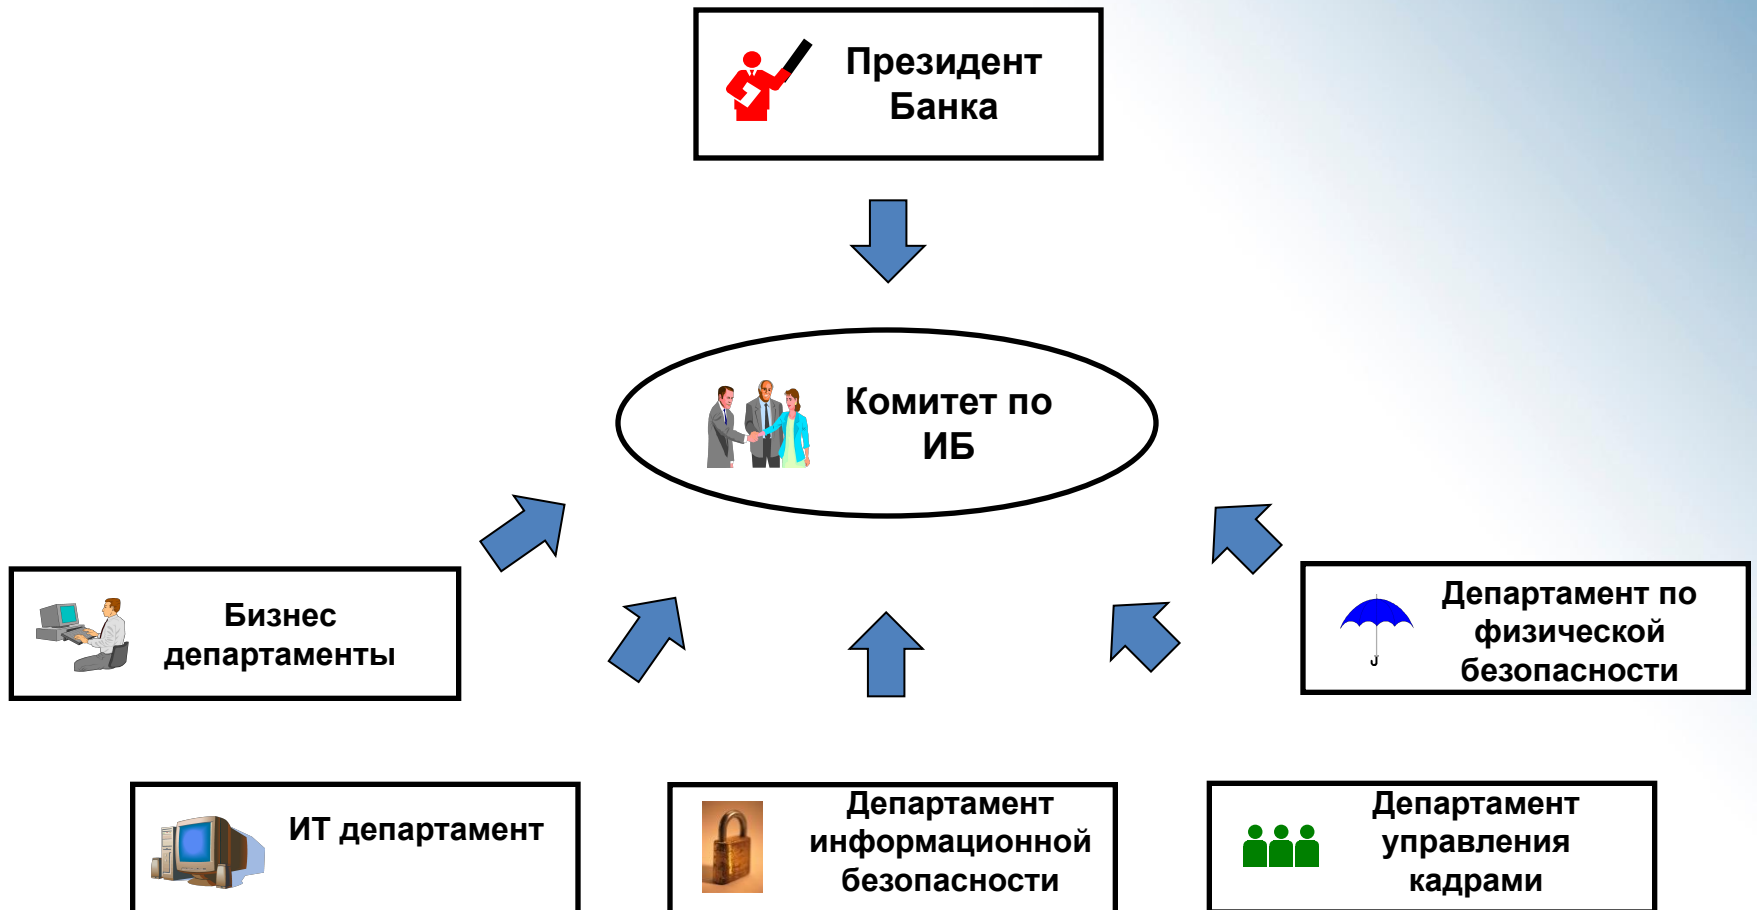 Президент
Банка
Комитет по
ИБ
Бизнес
департаменты
Департамент по
физической
безопасности
ИТ департамент
Департамент
информационной
безопасности
Департамент
управления
кадрами